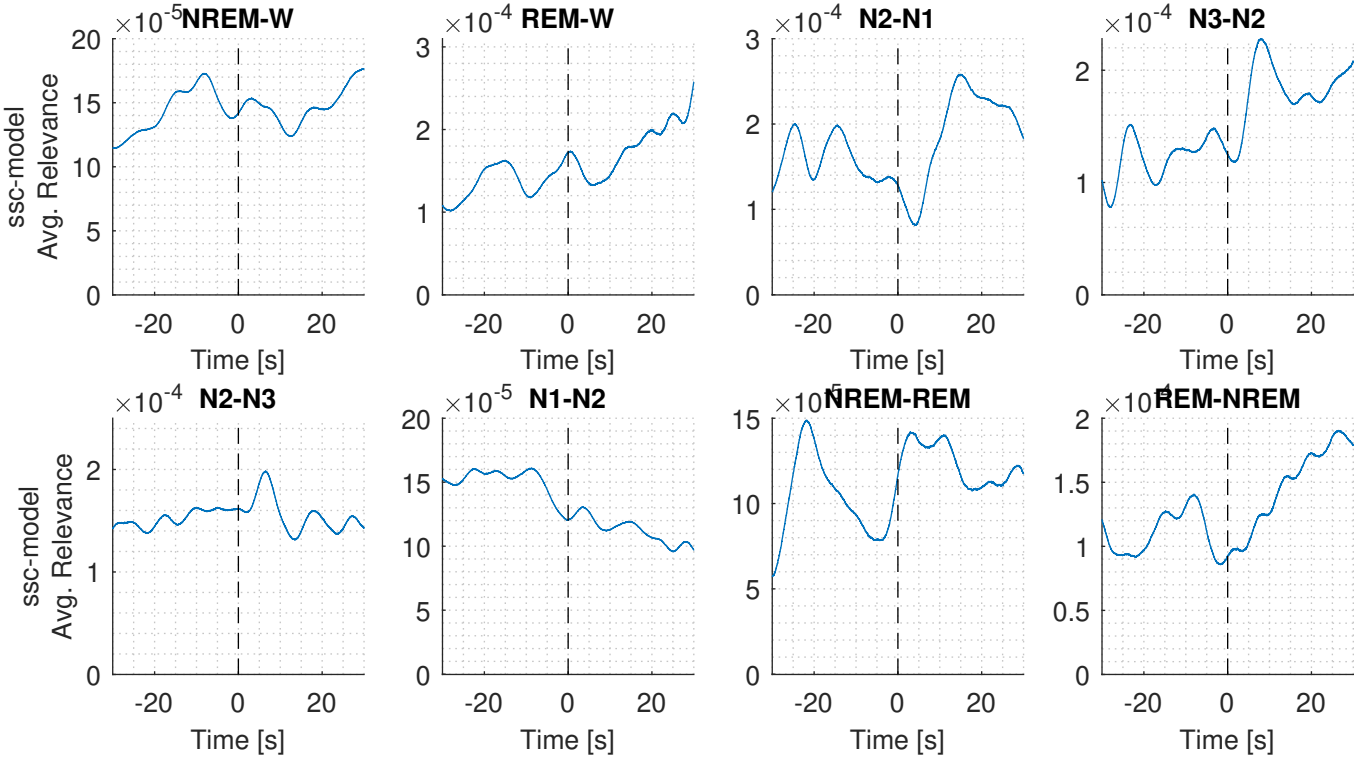 ×10^-5 NREM-W
20
15
10
5
0
-20 0 20
Time [s]
ssc-model
Avg. Relevance
×10^-4 REM-W
3
2
1
0
-20 0 20
Time [s]
×10^-4 N2-N1
3
2
1
0
-20 0 20
Time [s]
×10^-4 N3-N2
2
1
0
-20 0 20
Time [s]
×10^-4 N2-N3
2
1
0
-20 0 20
Time [s]
ssc-model
Avg. Relevance
×10^-5 N1-N2
20
15
10
5
0
-20 0 20
Time [s]
×10^-5 NREM-REM
15
10
5
0
-20 0 20
Time [s]
×10^-4 REM-NREM
2
1.5
1
0.5
0
-20 0 20
Time [s]